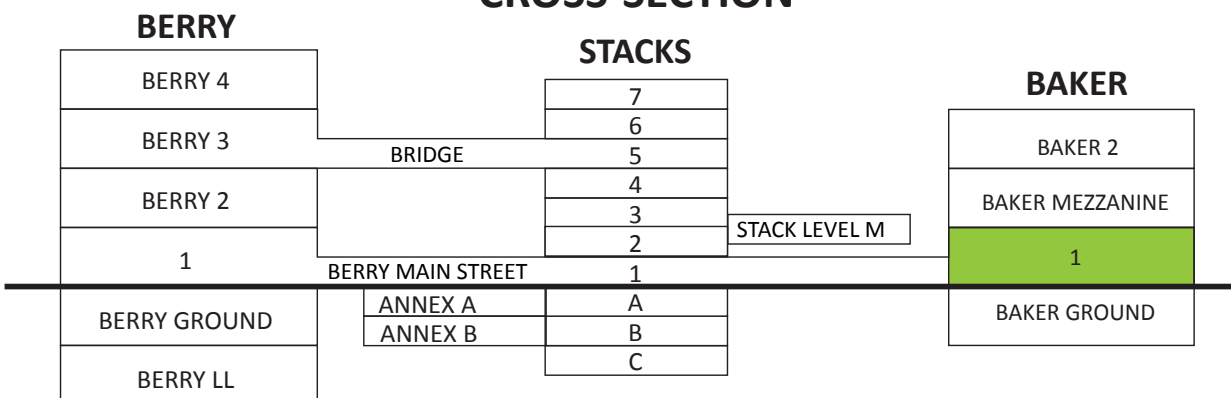 CROSS-SECTION
BERRY
BERRY 4
BERRY 3
BERRY 2
1
BERRY GROUND
BERRY LL
BRIDGE
BERRY MAIN STREET
ANNEX A
ANNEX B
STACKS
7
6
5
4
3
2
1
A
B
C
STACK LEVEL M
BAKER
BAKER 2
BAKER MEZZANINE
1
BAKER GROUND